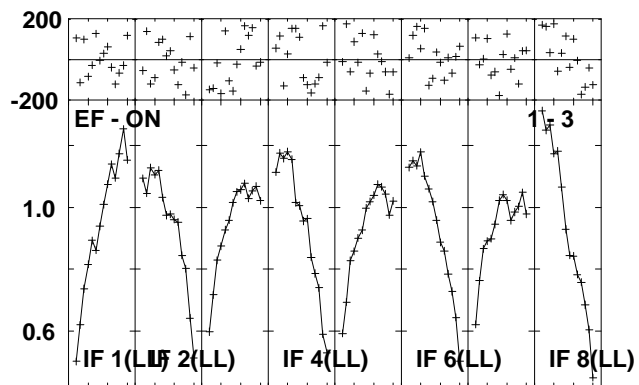 200
-200
EF - ON 1 - 3
1.0
0.6
IF 1(LL) IF 2(LL) IF 4(LL) IF 6(LL) IF 8(LL)